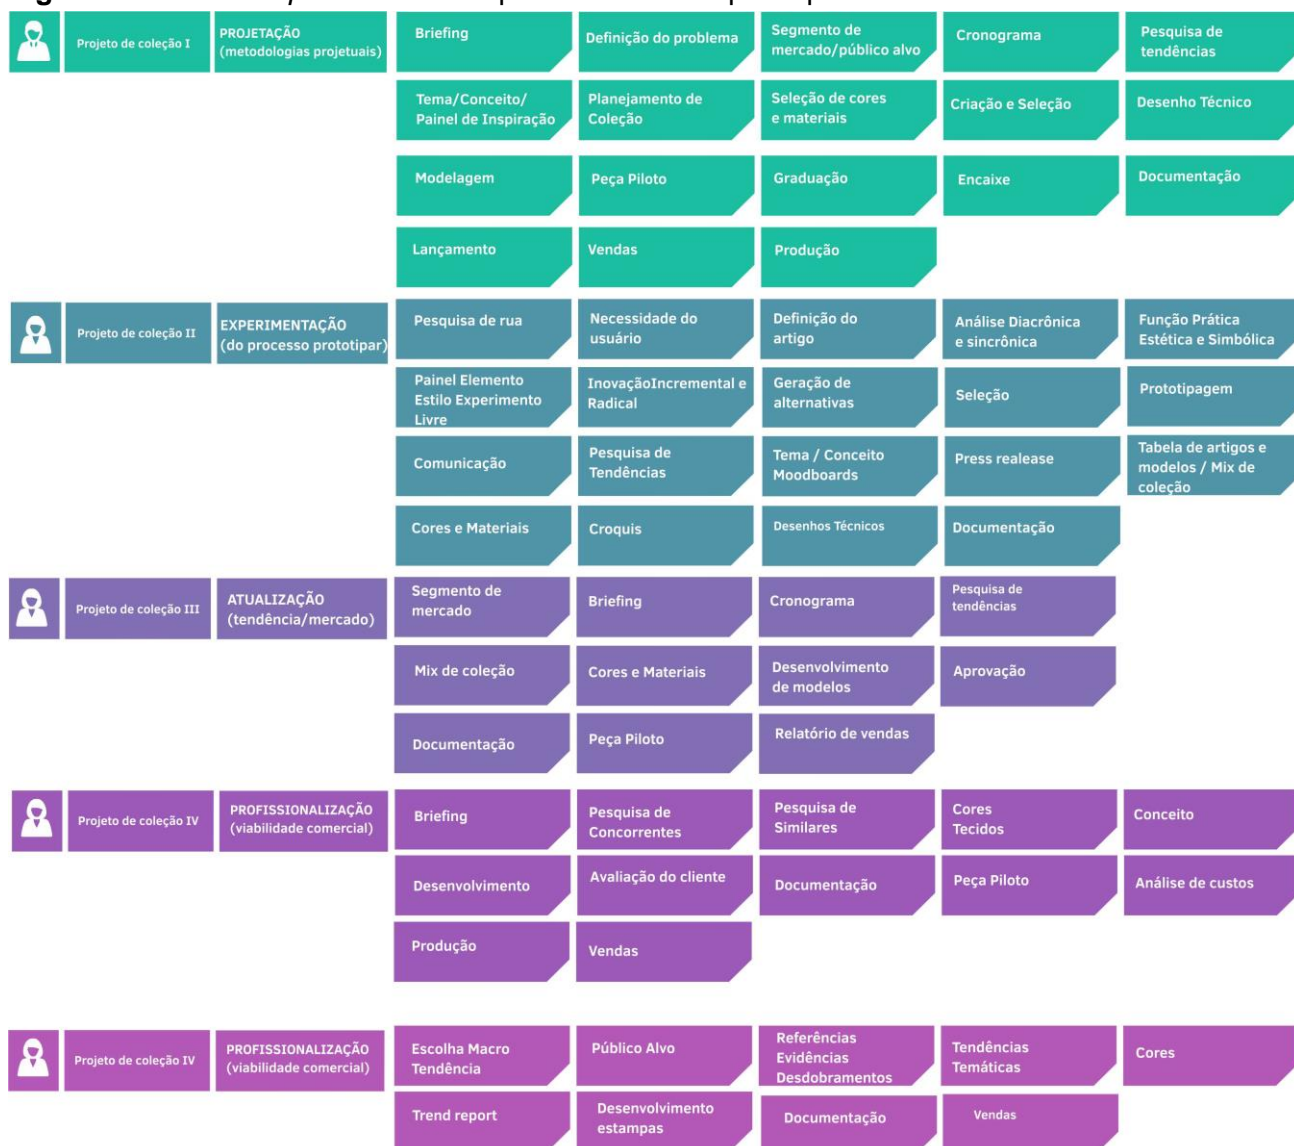 Projeto de coleção I
PROJETAÇÃO
(metodologias projetuais)
Briefing
Definição do problema
Segmento de
mercado/público alvo
Cronograma
Pesquisa de
tendências
Tema/Conceito/
Painel de Inspiração
Planejamento de
Coleção
Seleção de cores
e materiais
Criação e Seleção
Desenho Técnico
Modelagem
Peça Piloto
Graduação
Encaixe
Documentação
Lançamento
Vendas
Produção
Projeto de coleção II
EXPERIMENTAÇÃO
(do processo prototipar)
Pesquisa de rua
Necessidade do
usuário
Definição do
artigo
Análise Diacrônica
e sincrônica
Função Prática
Estética e Simbólica
Painel Elemento
Estilo Experimento
Livre
InovaçãoIncremental e
Radical
Geração de
alternativas
Seleção
Prototipagem
Comunicação
Pesquisa de
Tendências
Tema / Conceito
Moodboards
Press realease
Tabela de artigos e
modelos / Mix de
coleção
Cores e Materiais
Croquis
Desenhos Técnicos
Documentação
Projeto de coleção III
ATUALIZAÇÃO
(tendência/mercado)
Segmento de
mercado
Briefing
Cronograma
Pesquisa de
tendências
Mix de coleção
Cores e Materiais
Desenvolvimento
de modelos
Aprovação
Documentação
Peça Piloto
Relatório de vendas
Projeto de coleção IV
PROFISSIONALIZAÇÃO
(viabilidade comercial)
Briefing
Pesquisa de
Concorrentes
Pesquisa de
Similares
Cores
Tecidos
Conceito
Desenvolvimento
Avaliação do cliente
Documentação
Peça Piloto
Análise de custos
Produção
Vendas
Projeto de coleção IV
PROFISSIONALIZAÇÃO
(viabilidade comercial)
Escolha Macro
Tendência
Público Alvo
Referências
Evidências
Desdobramentos
Tendências
Temáticas
Cores
Trend report
Desenvolvimento
estampas
Documentação
Vendas